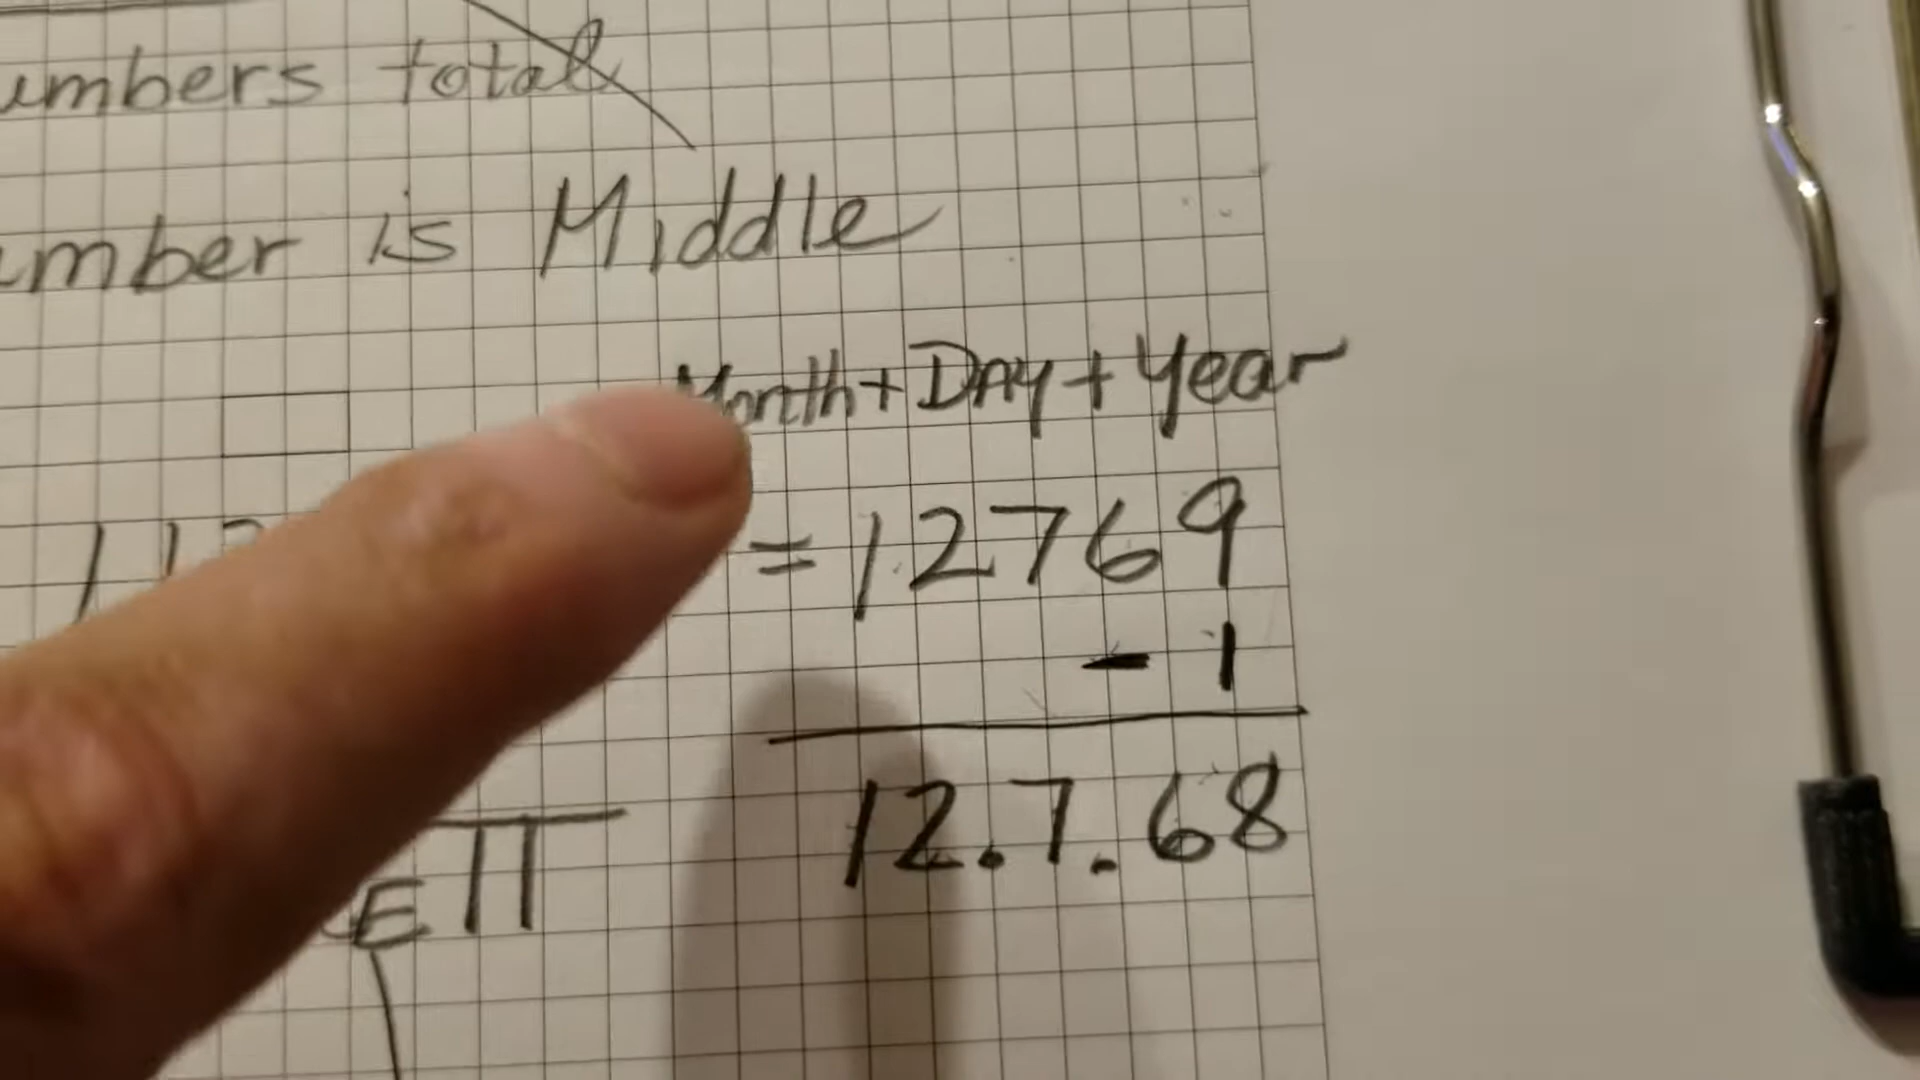 umbers total
umber is Middle
Month + DAY + Year
= 12769
- 1
12.7.68
E